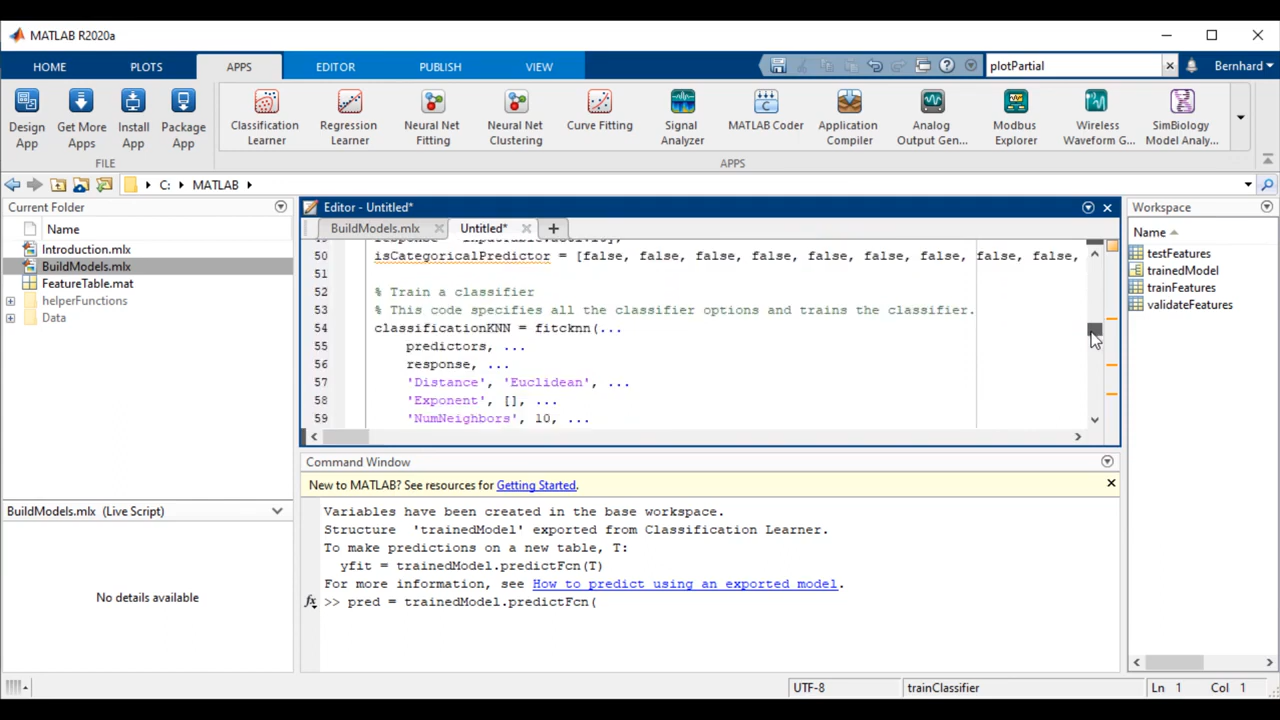 MATLAB R2020a
HOME PLOTS APPS EDITOR PUBLISH VIEW plotPartial Bernhard
Design App
Get More Apps
Install App
Package App
Classification Learner
Regression Learner
Neural Net Fitting
Neural Net Clustering
Curve Fitting
Signal Analyzer
MATLAB Coder
Application Compiler
Analog Output Gen...
Modbus Explorer
Wireless Waveform G...
SimBiology Model Analy...
FILE APPS
C: MATLAB
Current Folder
Name
Introduction.mlx
BuildModels.mlx
FeatureTable.mat
helperFunctions
Data
BuildModels.mlx (Live Script)
No details available
Editor - Untitled*
BuildModels.mlx Untitled*
50 isCategoricalPredictor = [false, false, false, false, false, false, false, false, false,
51
52 % Train a classifier
53 % This code specifies all the classifier options and trains the classifier.
54 classificationKNN = fitcknn(...
55 predictors, ...
56 response, ...
57 'Distance', 'Euclidean', ...
58 'Exponent', [], ...
59 'NumNeighbors', 10, ...
Command Window
New to MATLAB? See resources for Getting Started.
Variables have been created in the base workspace.
Structure 'trainedModel' exported from Classification Learner.
To make predictions on a new table, T:
yfit = trainedModel.predictFcn(T)
For more information, see How to predict using an exported model.
fx >> pred = trainedModel.predictFcn(
Workspace
Name
testFeatures
trainedModel
trainFeatures
validateFeatures
UTF-8 trainClassifier Ln 1 Col 1